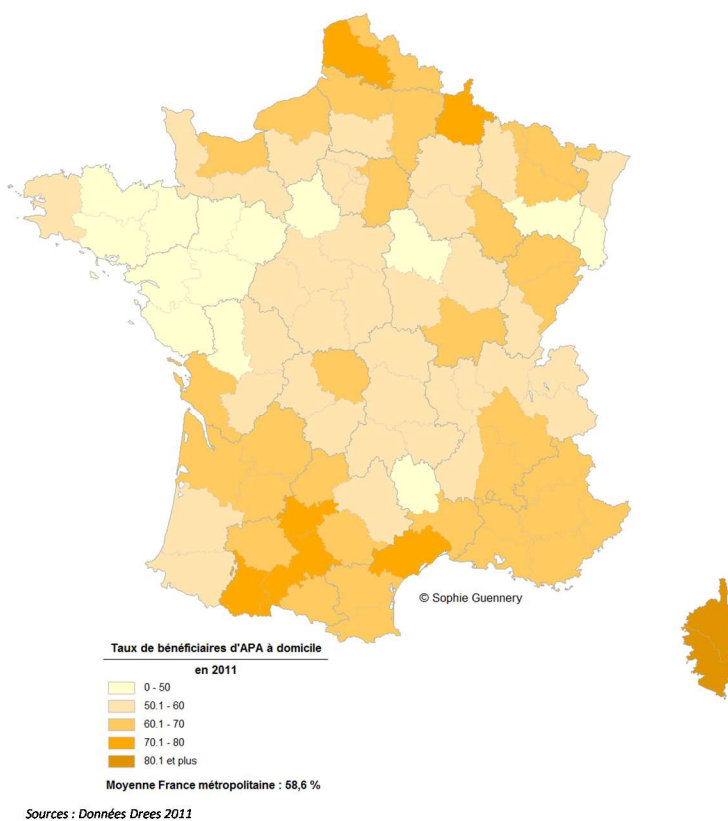 © Sophie Guennery
Taux de bénéficiaires d'APA à domicile
en 2011
0 - 50
50.1 - 60
60.1 - 70
70.1 - 80
80.1 et plus
Moyenne France métropolitaine : 58,6 %
Sources : Données Drees 2011